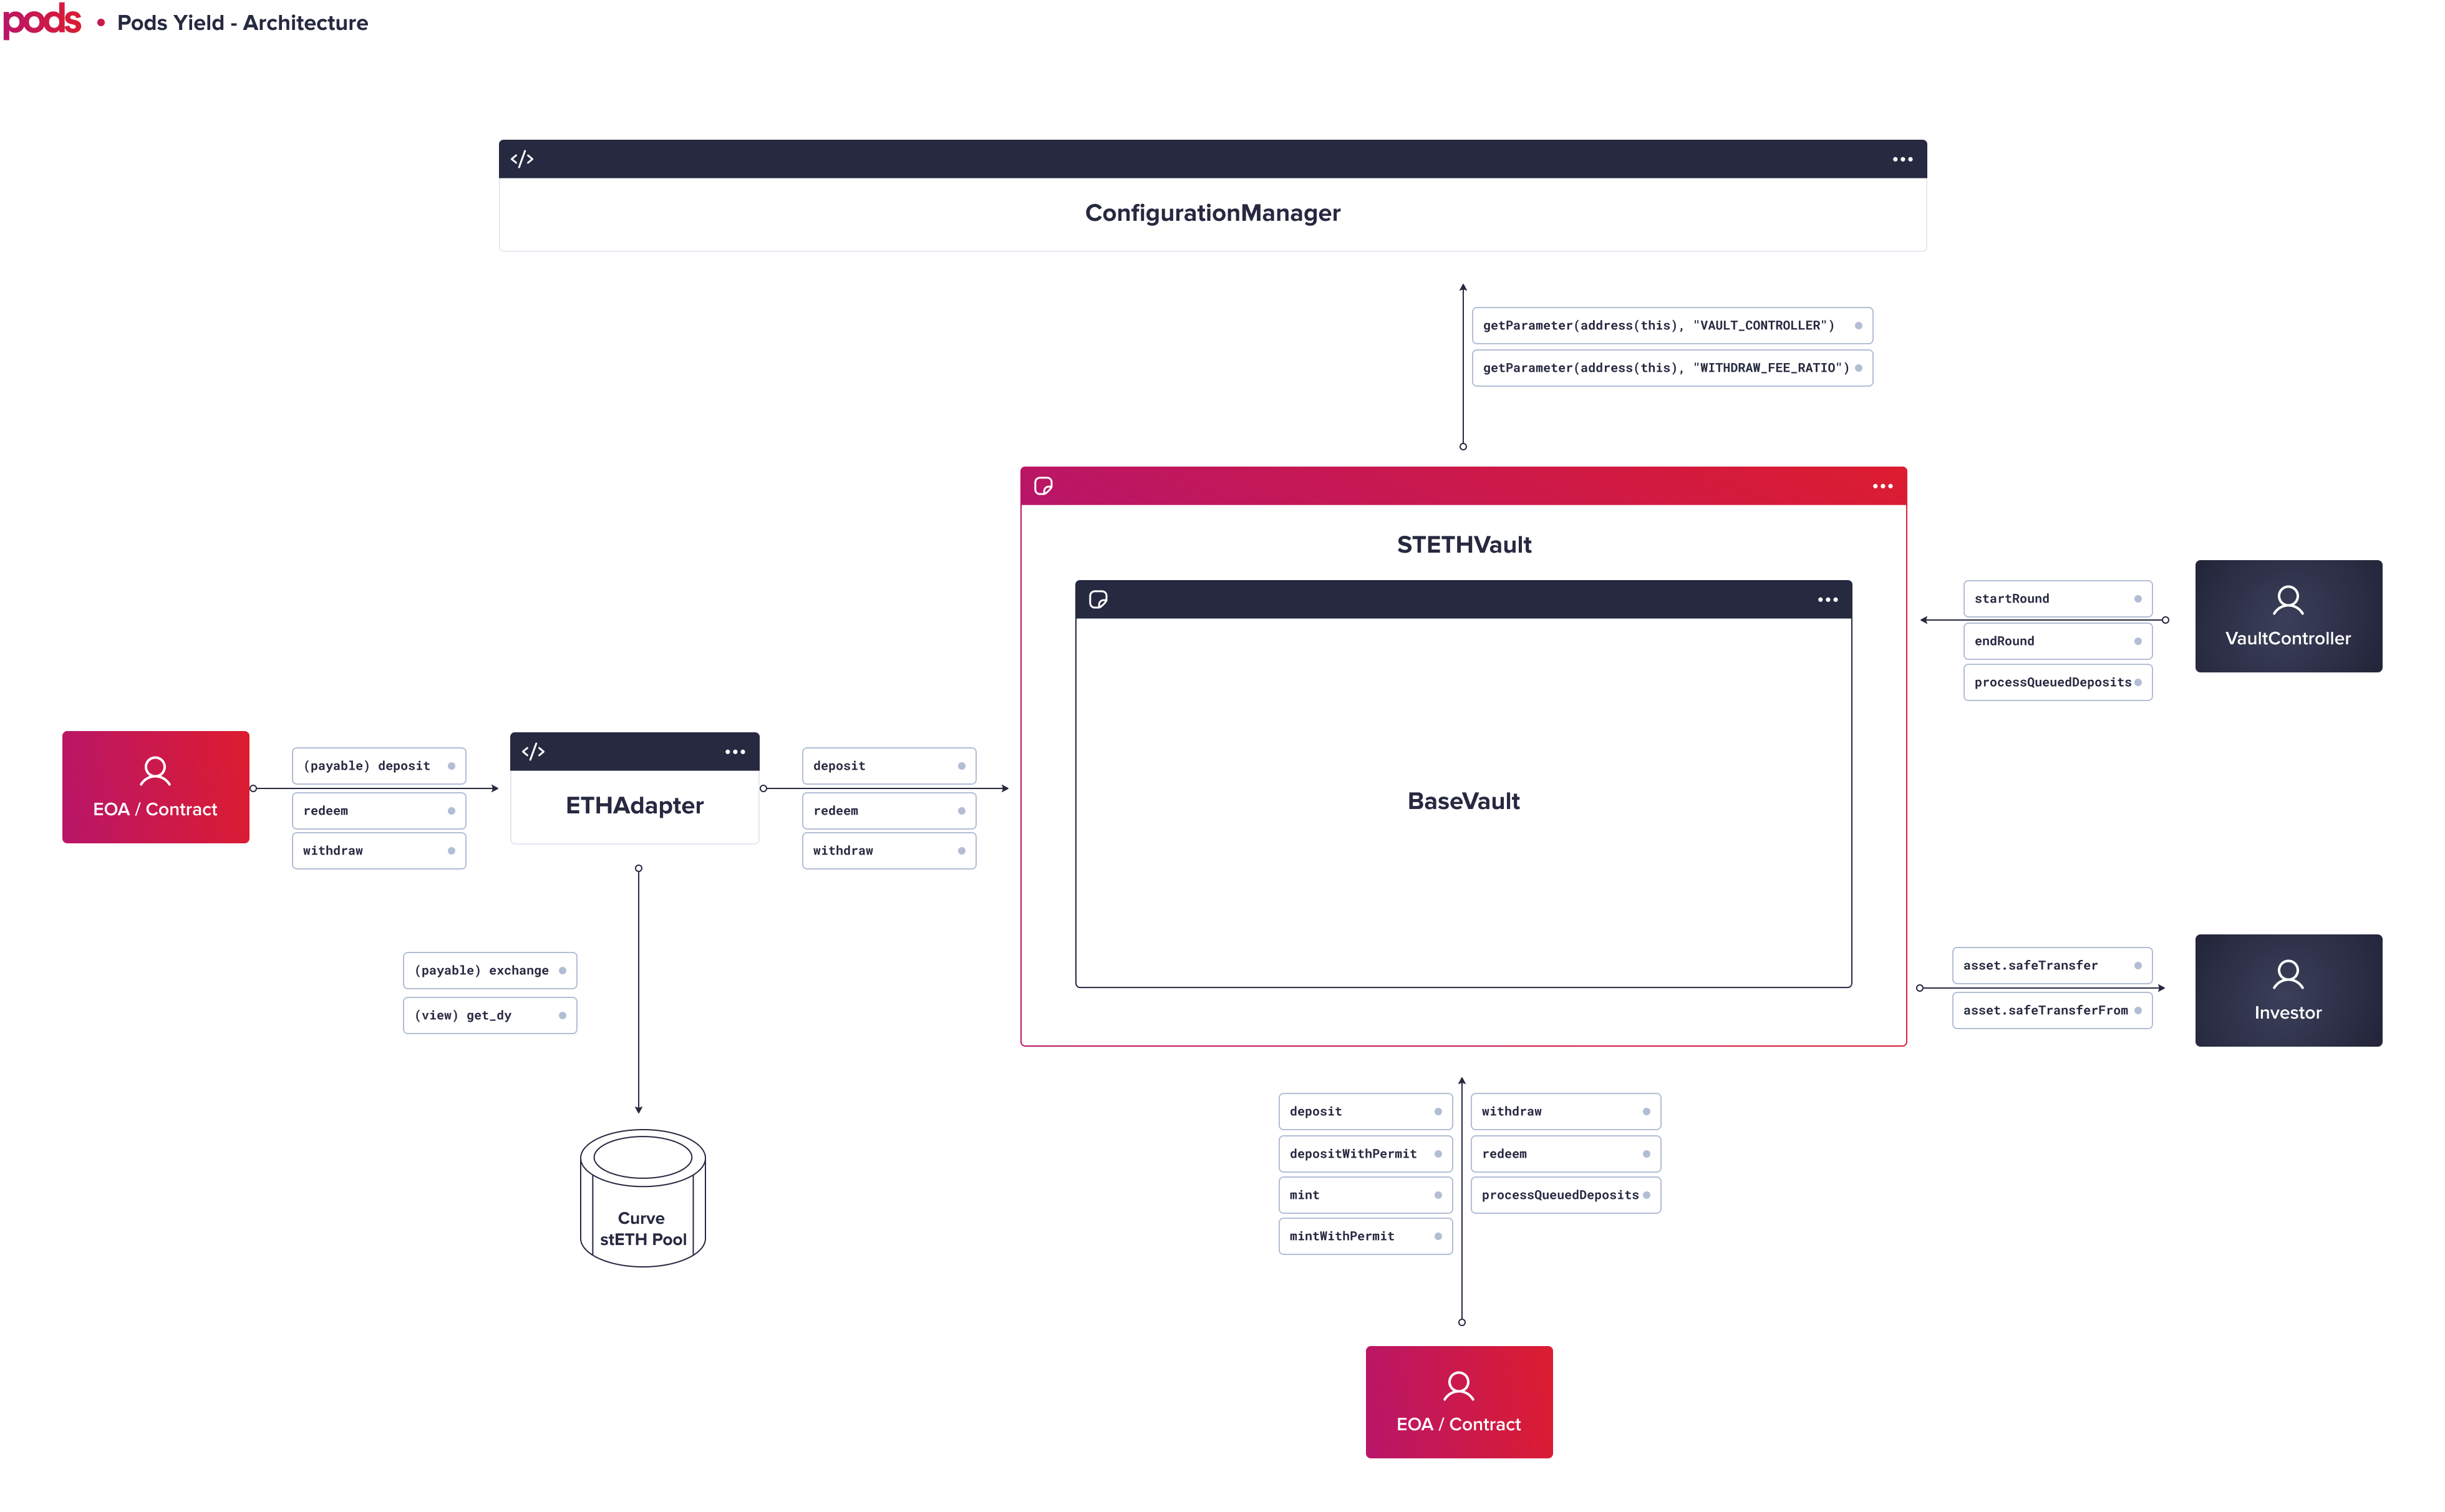 pods • Pods Yield - Architecture
</>
ConfigurationManager
getParameter(address(this), "VAULT_CONTROLLER")
getParameter(address(this), "WITHDRAW_FEE_RATIO")
STETHVault
BaseVault
startRound
endRound
processQueuedDeposits
VaultController
EOA / Contract
(payable) deposit
redeem
withdraw
</>
ETHAdapter
deposit
redeem
withdraw
(payable) exchange
(view) get_dy
Curve
stETH Pool
asset.safeTransfer
asset.safeTransferFrom
Investor
deposit
depositWithPermit
mint
mintWithPermit
withdraw
redeem
processQueuedDeposits
EOA / Contract